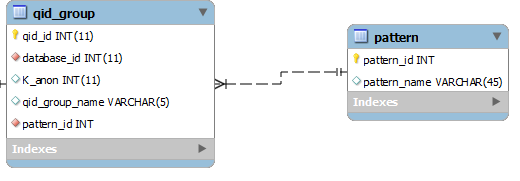 qid_group
qid_id INT(11)
database_id INT(11)
K_anon INT(11)
qid_group_name VARCHAR(5)
pattern_id INT
Indexes
pattern
pattern_id INT
pattern_name VARCHAR(45)
Indexes